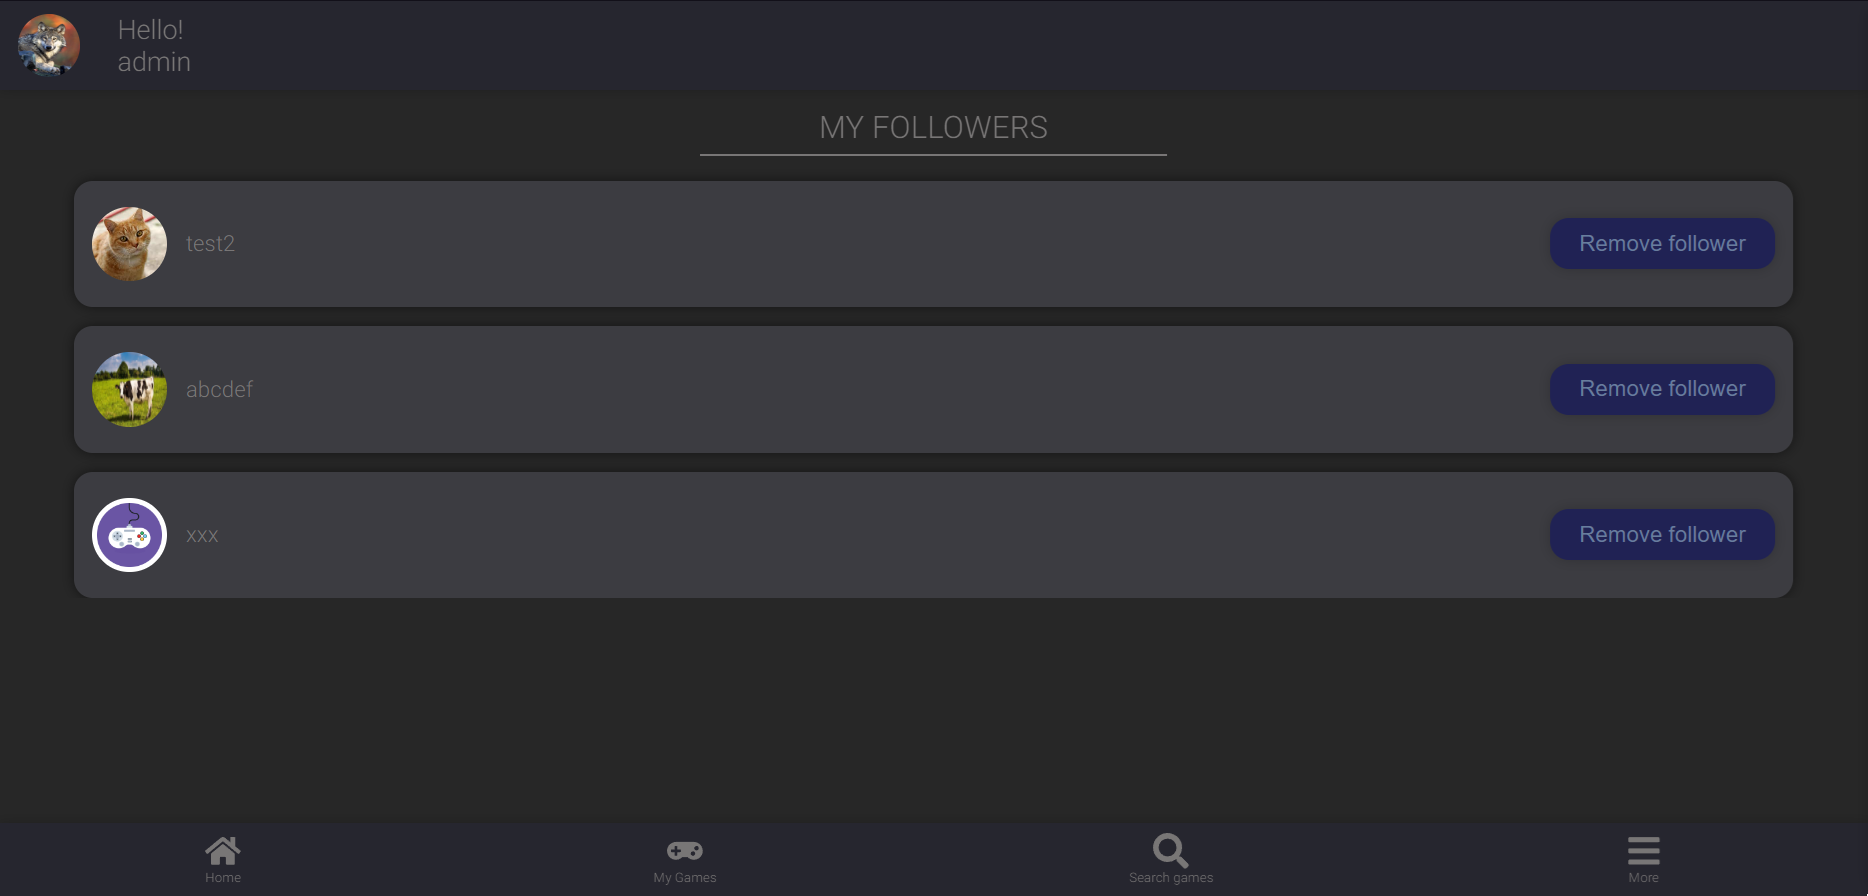 Hello!
admin
MY FOLLOWERS
test2
Remove follower
abcdef
Remove follower
xxx
Remove follower
Home
My Games
Search games
More